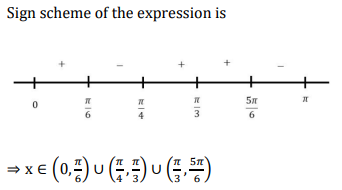 Sign scheme of the expression is
+ − + + −
0 π/6 π/4 π/3 5π/6 π
⇒ x ∈ (0, π/6) ∪ (π/4, π/3) ∪ (π/3, 5π/6)